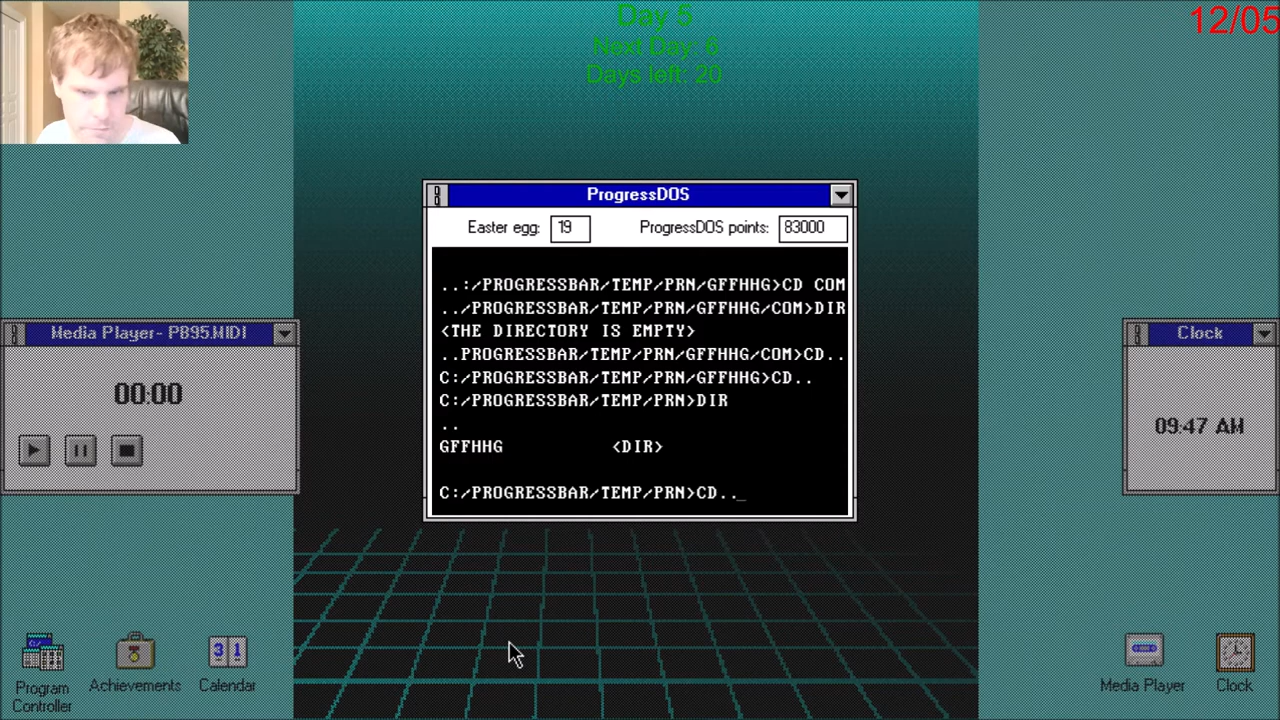 Day 5
Next Day: 6
Days left: 20
12/05
ProgressDOS
Easter egg: 19 ProgressDOS points: 83000
..:/PROGRESSBAR/TEMP/PRN/GFFHHG>CD COM
../PROGRESSBAR/TEMP/PRN/GFFHHG/COM>DIR
<THE DIRECTORY IS EMPTY>
..PROGRESSBAR/TEMP/PRN/GFFHHG/COM>CD..
C:/PROGRESSBAR/TEMP/PRN/GFFHHG>CD..
C:/PROGRESSBAR/TEMP/PRN>DIR
..
GFFHHG <DIR>
C:/PROGRESSBAR/TEMP/PRN>CD.._
Media Player- PB95.MIDI
00:00
Clock
09:47 AM
Program
Controller
Achievements
31
Calendar
Media Player
Clock